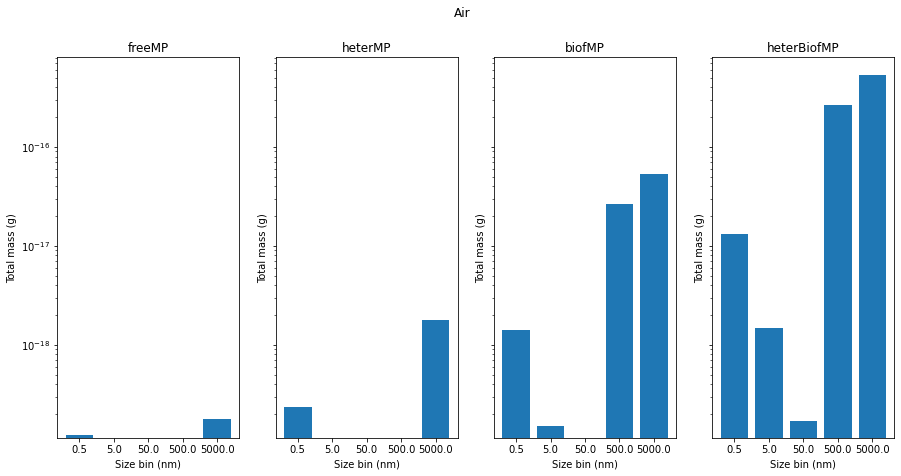 Air
freeMP
heterMP
biofMP
heterBiofMP
Total mass (g)
Total mass (g)
Total mass (g)
Total mass (g)
10⁻¹⁶
10⁻¹⁷
10⁻¹⁸
0.5 5.0 50.0 500.0 5000.0
0.5 5.0 50.0 500.0 5000.0
0.5 5.0 50.0 500.0 5000.0
0.5 5.0 50.0 500.0 5000.0
Size bin (nm)
Size bin (nm)
Size bin (nm)
Size bin (nm)